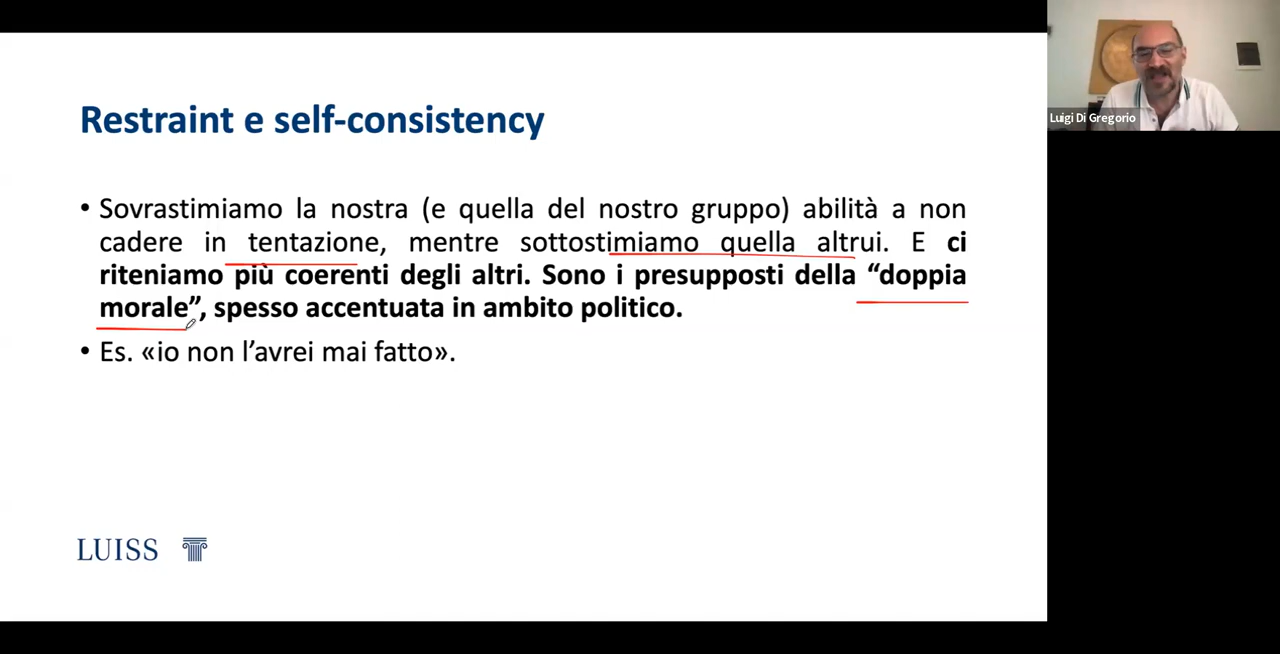 Restraint e self-consistency
• Sovrastimiamo la nostra (e quella del nostro gruppo) abilità a non
cadere in tentazione, mentre sottostimiamo quella altrui. E ci
riteniamo più coerenti degli altri. Sono i presupposti della “doppia
morale”, spesso accentuata in ambito politico.
• Es. «io non l’avrei mai fatto».
LUISS
Luigi Di Gregorio